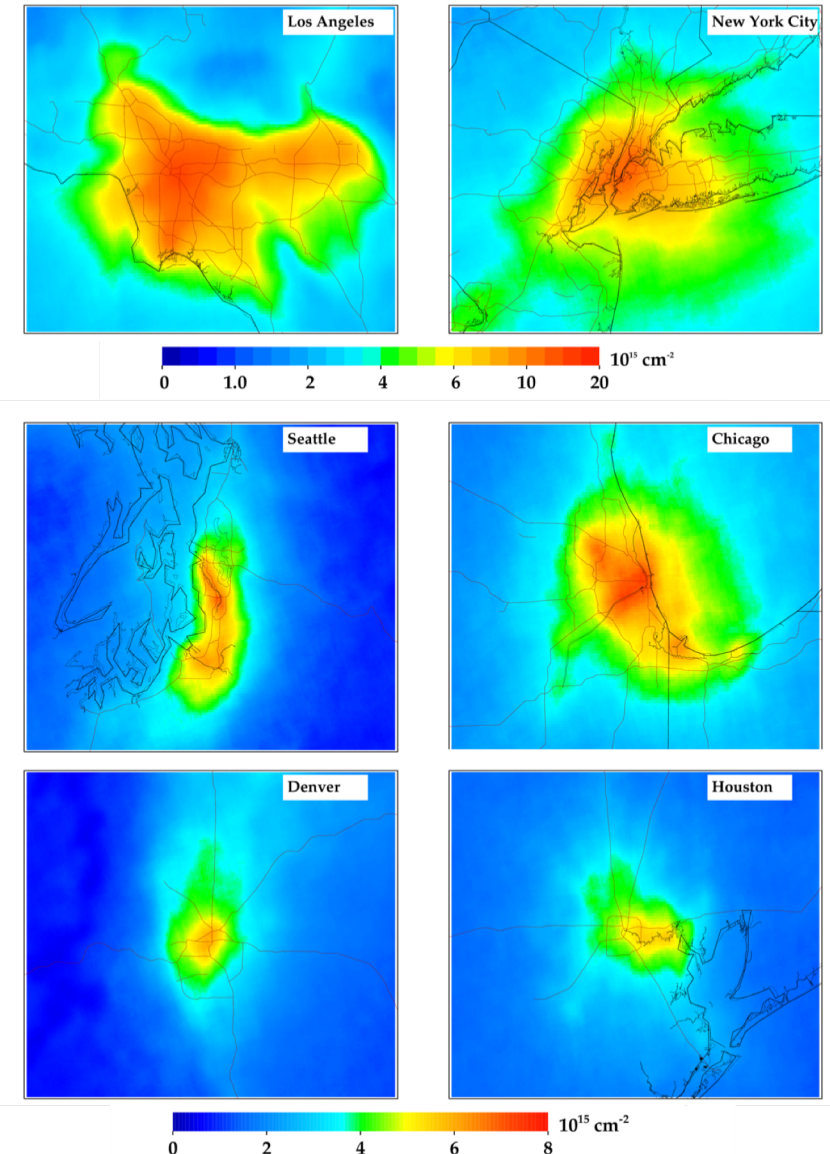 Los Angeles
New York City
0 1.0 2 4 6 10 20 10¹⁵ cm⁻²
Seattle
Chicago
Denver
Houston
0 2 4 6 8 10¹⁵ cm⁻²